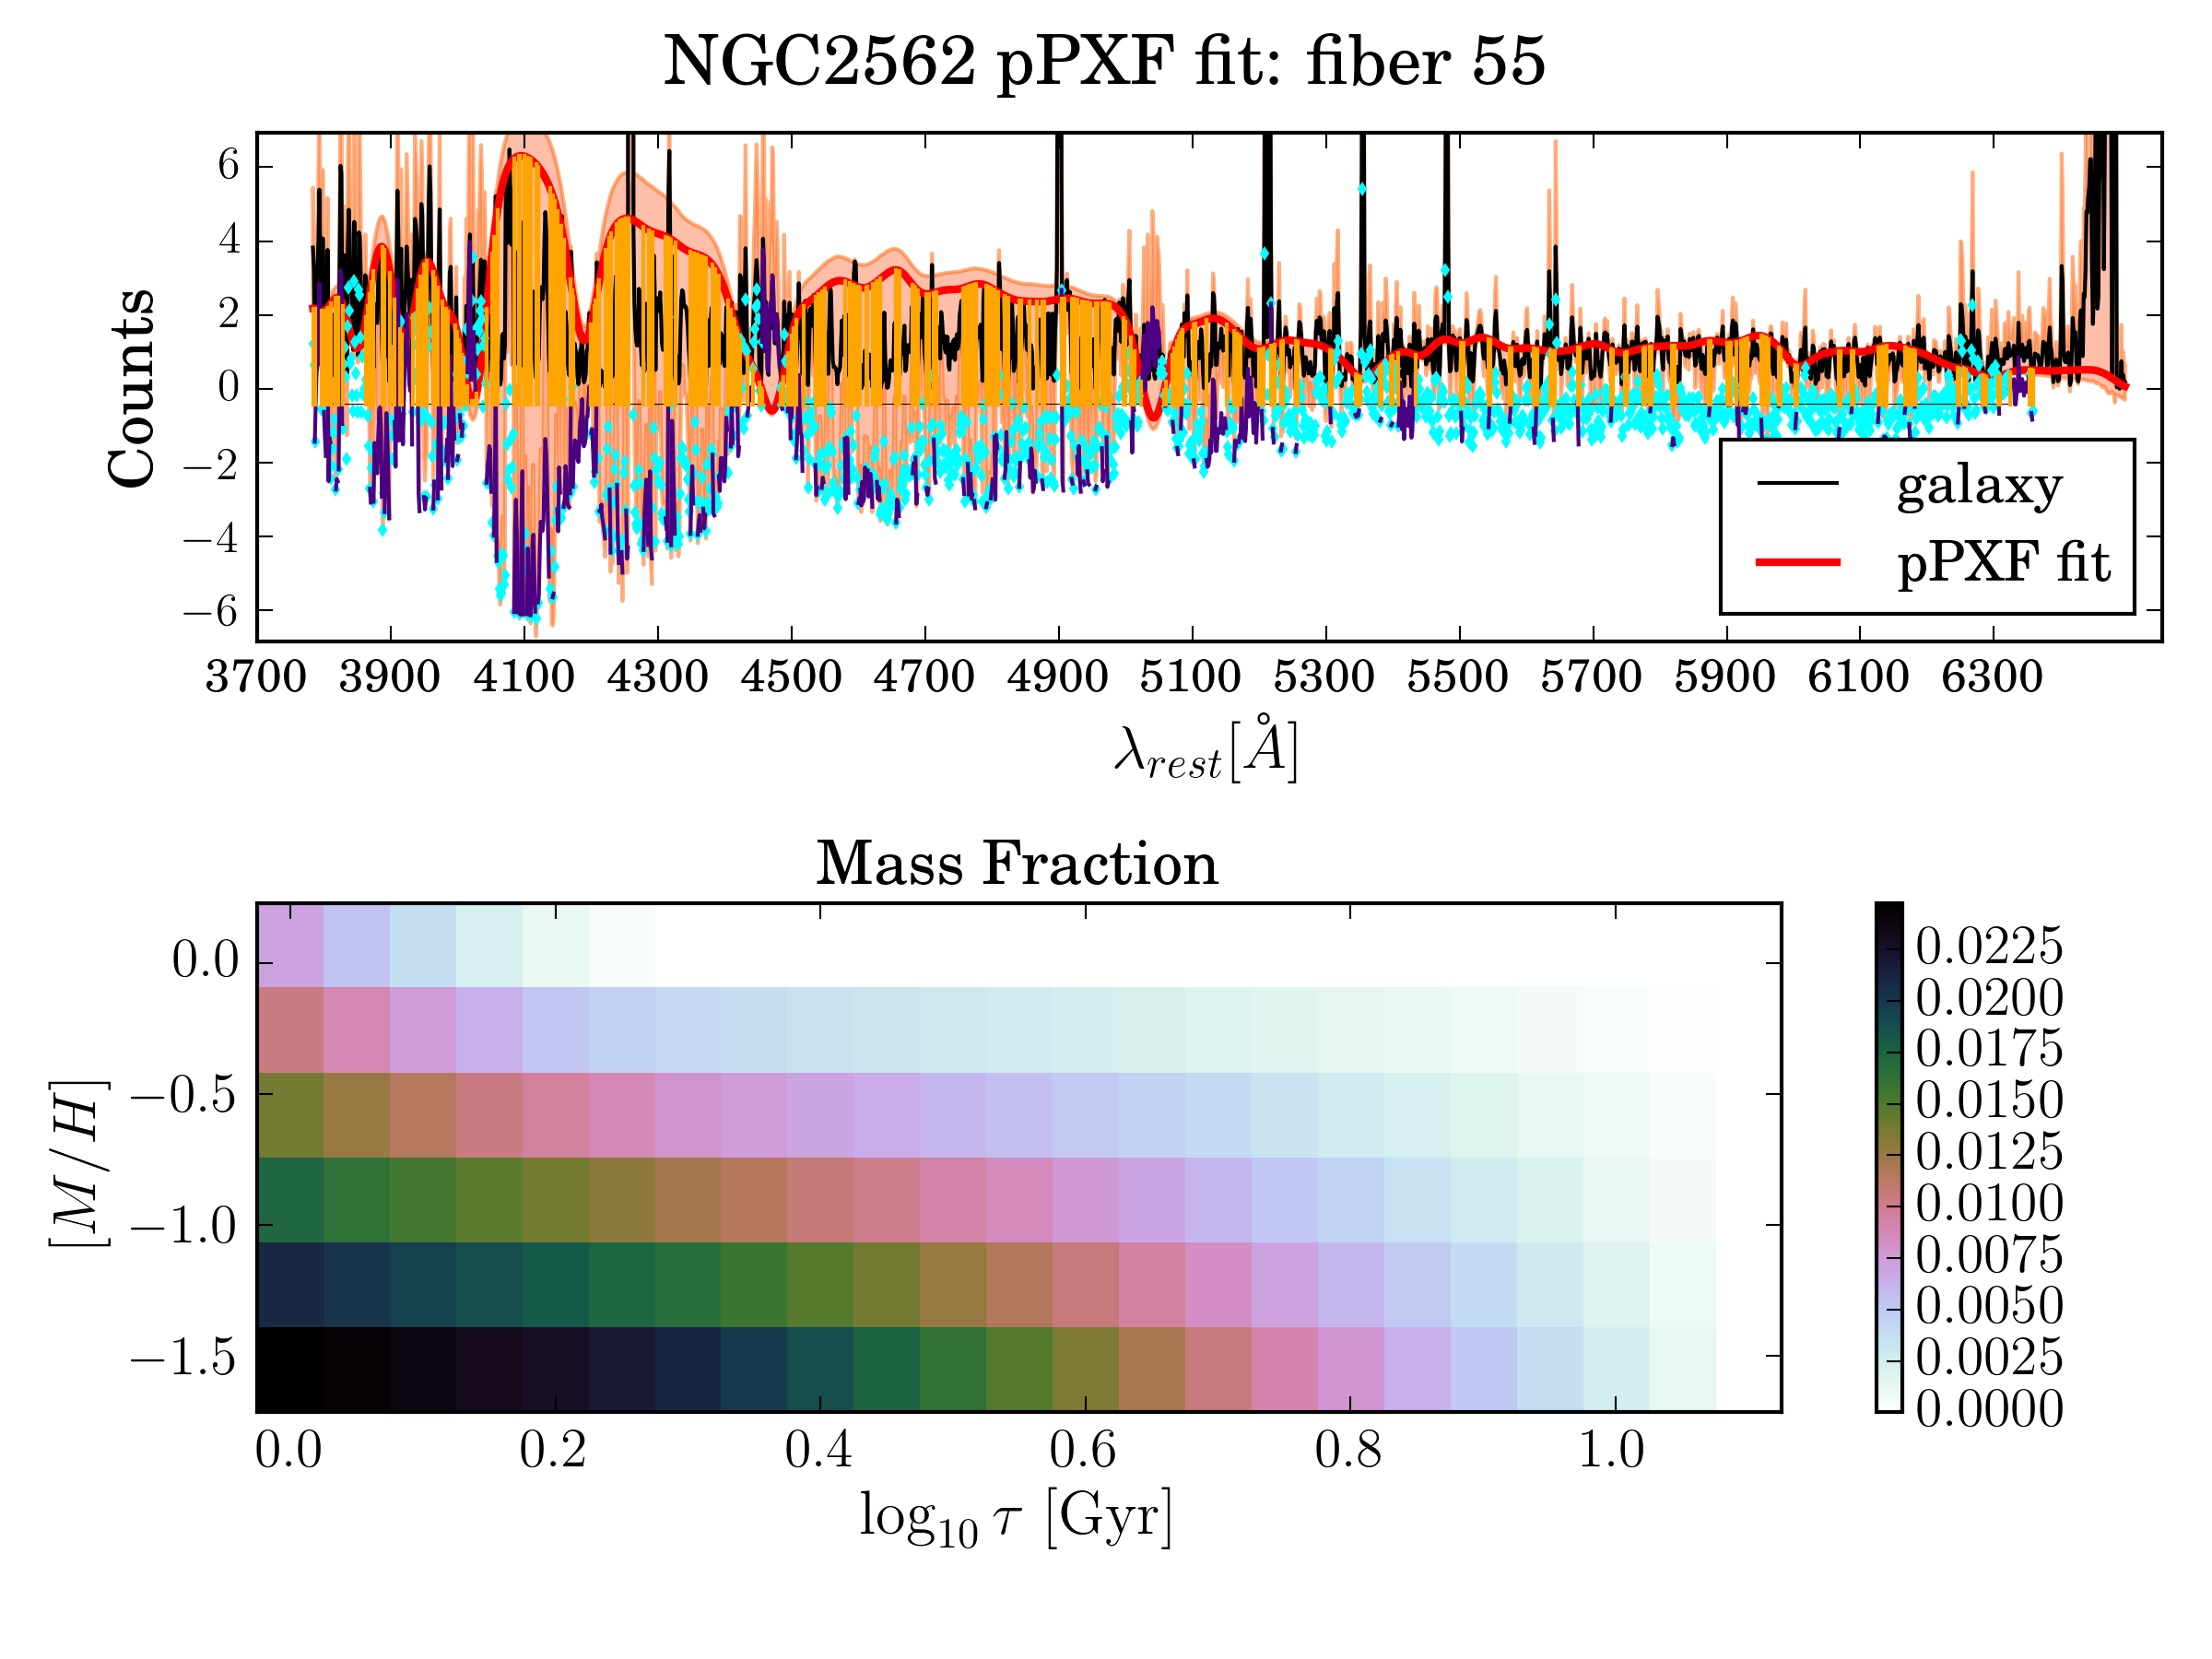 NGC2562 pPXF fit: fiber 55
6
4
2
0
−2
−4
−6
Counts
galaxy
pPXF fit
3700 3900 4100 4300 4500 4700 4900 5100 5300 5500 5700 5900 6100 6300
λrest[Å]
Mass Fraction
0.0
−0.5
−1.0
−1.5
[M/H]
0.0225
0.0200
0.0175
0.0150
0.0125
0.0100
0.0075
0.0050
0.0025
0.0000
0.0 0.2 0.4 0.6 0.8 1.0
log10 τ [Gyr]